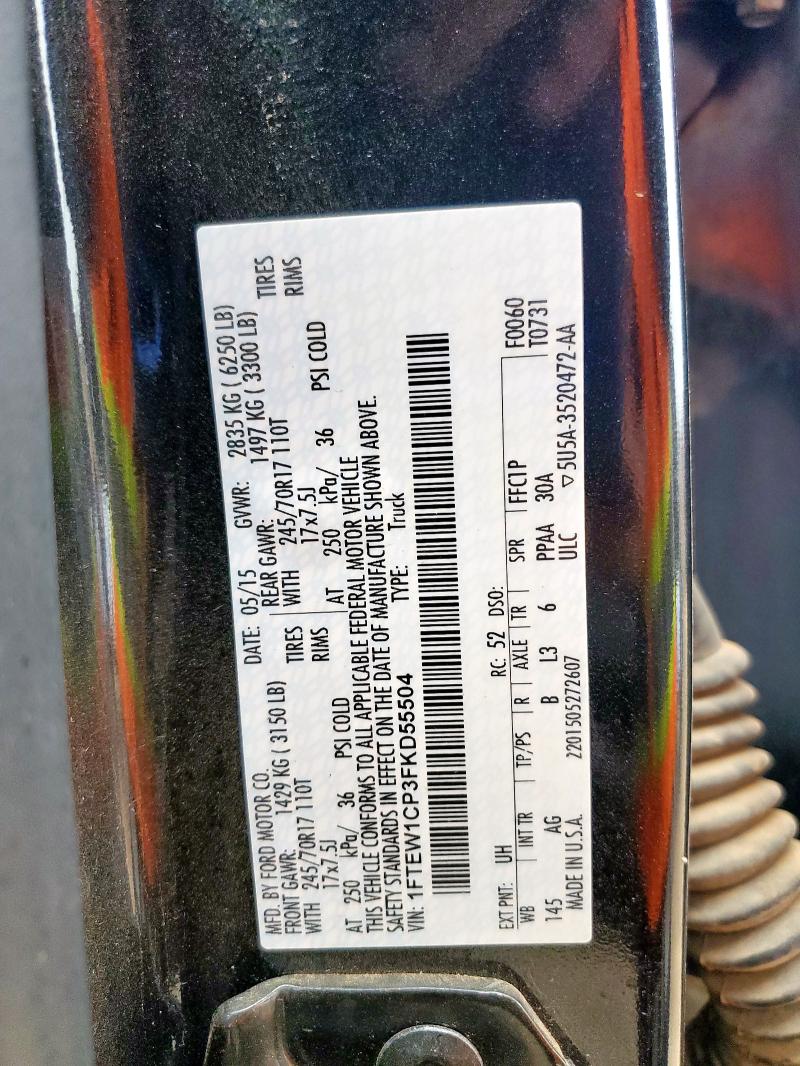 MFD. BY FORD MOTOR CO. DATE: 05/15 GVWR: 2835 KG ( 6250 LB)
FRONT GAWR: 1429 KG ( 3150 LB) REAR GAWR: 1497 KG ( 3300 LB)
WITH 245/70R17 110T TIRES WITH 245/70R17 110T TIRES
17x7.5J RIMS 17x7.5J RIMS
AT 250 kPa/ 36 PSI COLD AT 250 kPa/ 36 PSI COLD
THIS VEHICLE CONFORMS TO ALL APPLICABLE FEDERAL MOTOR VEHICLE
SAFETY STANDARDS IN EFFECT ON THE DATE OF MANUFACTURE SHOWN ABOVE.
VIN: 1FTEW1CP3FKD55504 TYPE: Truck
EXT PNT: UH RC: 52 DSO: F0060
WB INT TR TP/PS R AXLE TR SPR FFC1P T0731
145 AG B L3 6 PPAA 30A
MADE IN U.S.A. 2201505272607 ULC ▽5U5A-3520472-AA